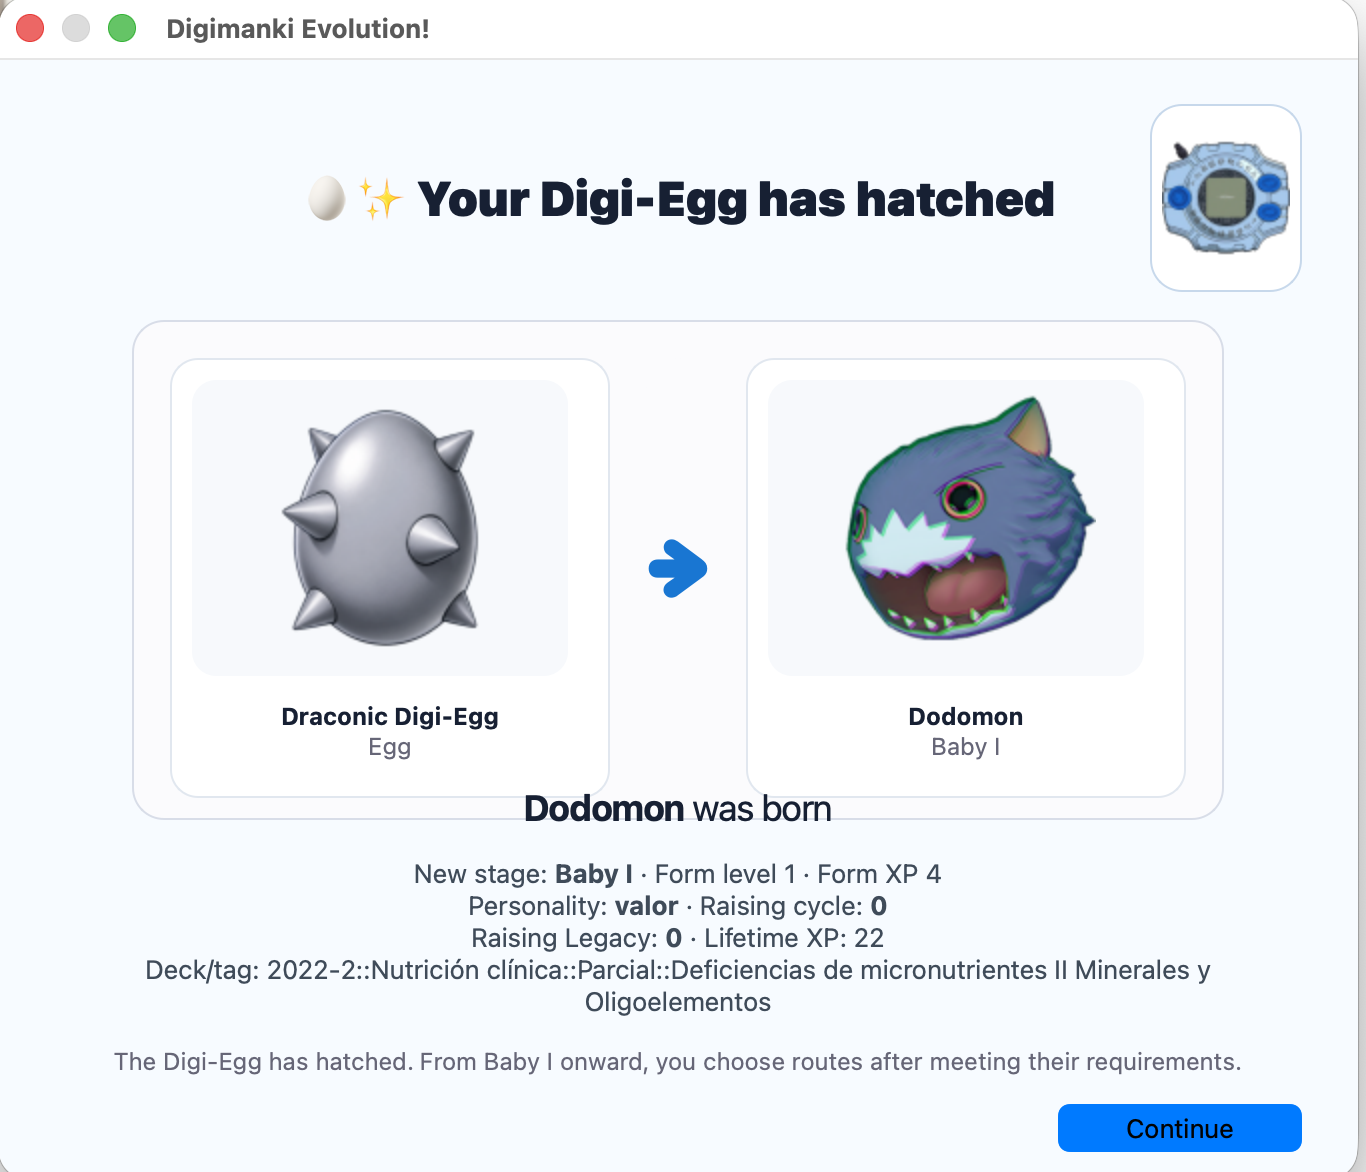 Digimanki Evolution!
🥚✨ Your Digi-Egg has hatched
Draconic Digi-Egg
Egg
Dodomon
Baby I
Dodomon was born
New stage: Baby I · Form level 1 · Form XP 4
Personality: valor · Raising cycle: 0
Raising Legacy: 0 · Lifetime XP: 22
Deck/tag: 2022-2::Nutrición clínica::Parcial::Deficiencias de micronutrientes II Minerales y
Oligoelementos
The Digi-Egg has hatched. From Baby I onward, you choose routes after meeting their requirements.
Continue